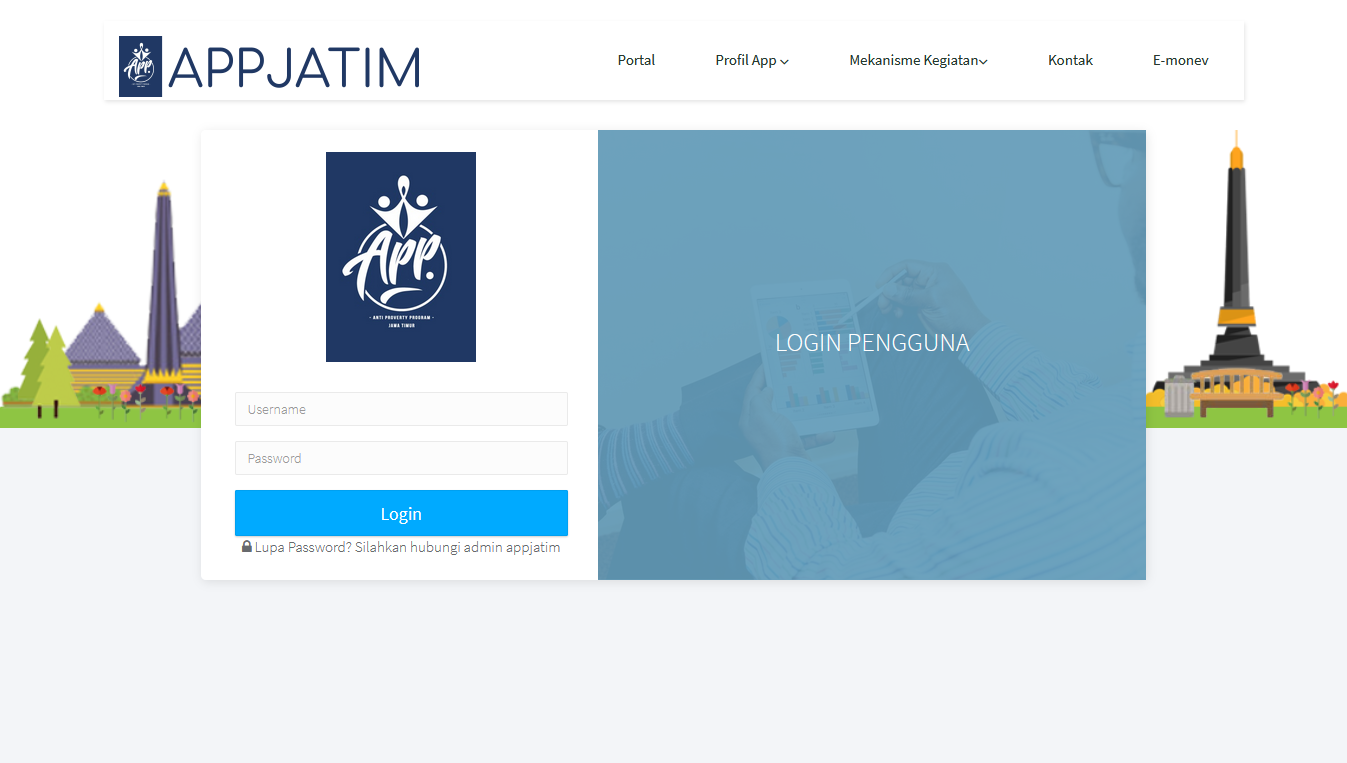 APPJATIM
Portal
Profil App
Mekanisme Kegiatan
Kontak
E-monev
App.
- ANTI PROVERTY PROGRAM -
JAWA TIMUR
LOGIN PENGGUNA
Username
Password
Login
Lupa Password? Silahkan hubungi admin appjatim